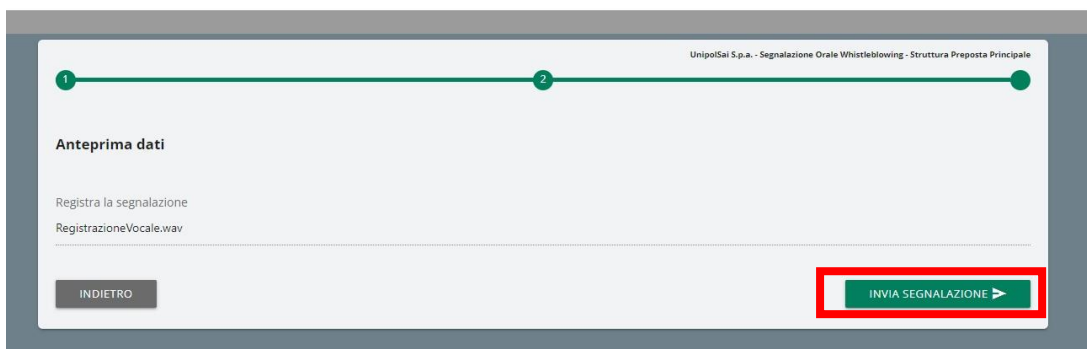 UnipolSai S.p.a. - Segnalazione Orale Whistleblowing - Struttura Preposta Principale
1
2
Anteprima dati
Registra la segnalazione
RegistrazioneVocale.wav
INDIETRO
INVIA SEGNALAZIONE